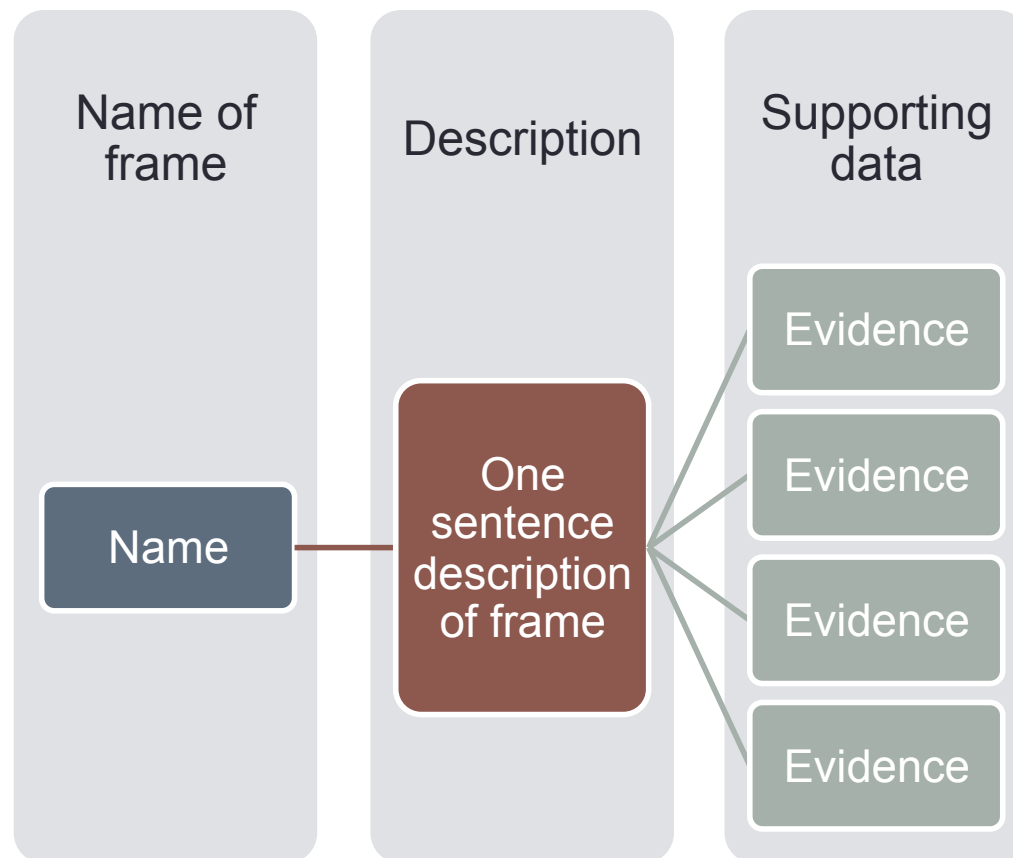 Name of
frame
Description
Supporting
data
Name
One
sentence
description
of frame
Evidence
Evidence
Evidence
Evidence